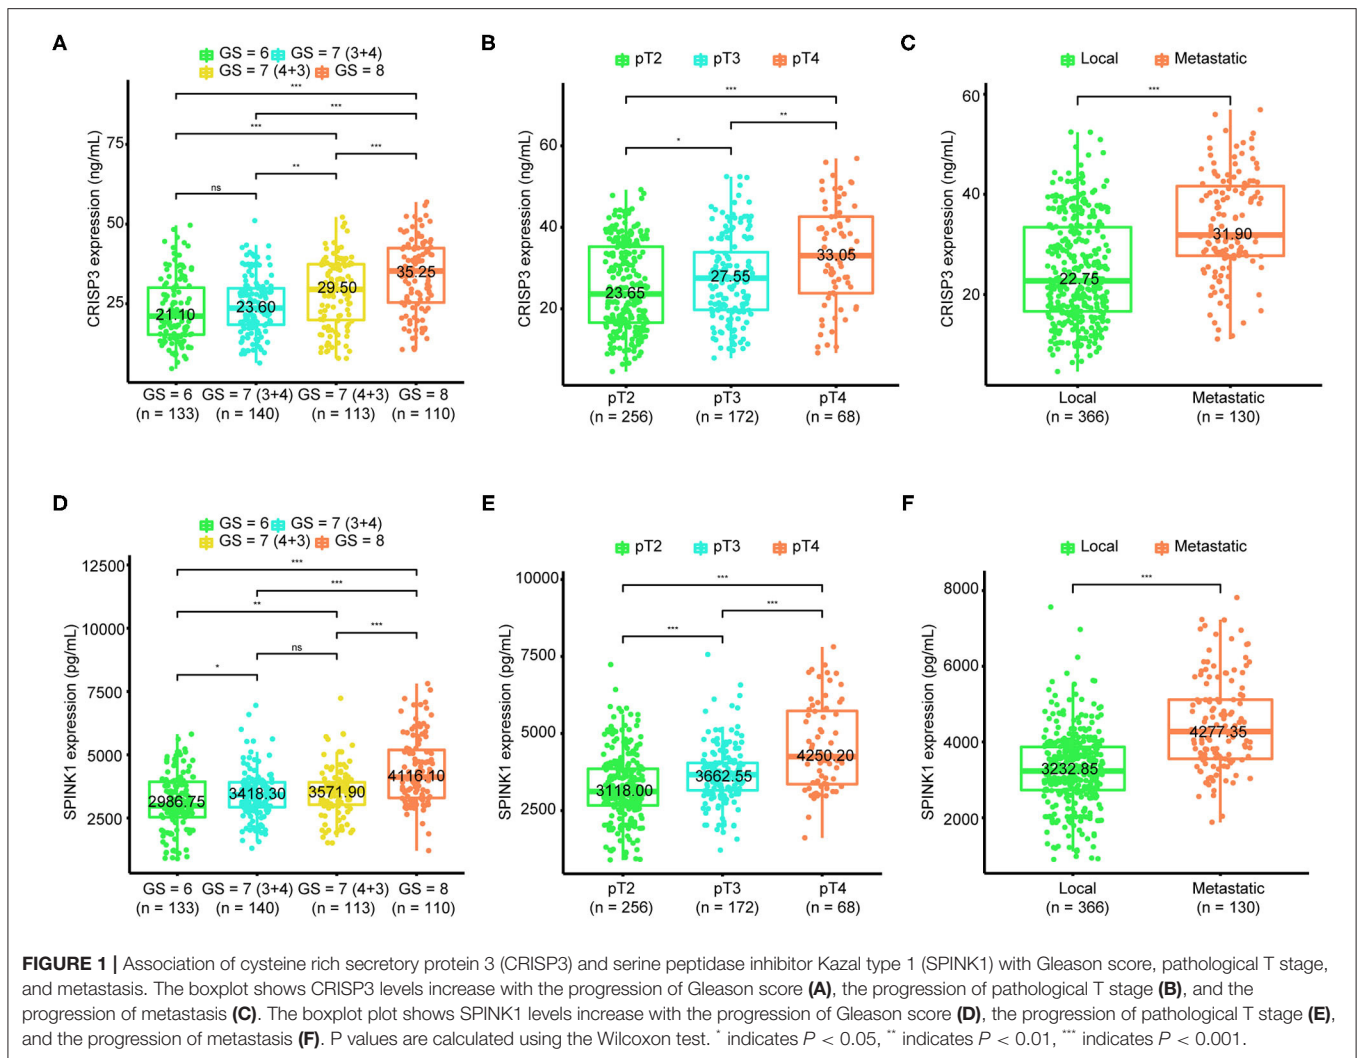 A
GS = 6 GS = 7 (3+4)
GS = 7 (4+3) GS = 8
CRISP3 expression (ng/mL)
75
50
25
***
***
***
***
**
ns
21.10
23.60
29.50
35.25
GS = 6 GS = 7 (3+4) GS = 7 (4+3) GS = 8
(n = 133) (n = 140) (n = 113) (n = 110)
B
pT2 pT3 pT4
CRISP3 expression (ng/mL)
60
40
20
***
**
*
23.65
27.55
33.05
pT2 pT3 pT4
(n = 256) (n = 172) (n = 68)
C
Local Metastatic
CRISP3 expression (ng/mL)
60
40
20
***
22.75
31.90
Local Metastatic
(n = 366) (n = 130)
D
GS = 6 GS = 7 (3+4)
GS = 7 (4+3) GS = 8
SPINK1 expression (pg/mL)
12500
10000
7500
5000
2500
***
***
**
***
ns
*
2986.75
3418.30
3571.90
4116.10
GS = 6 GS = 7 (3+4) GS = 7 (4+3) GS = 8
(n = 133) (n = 140) (n = 113) (n = 110)
E
pT2 pT3 pT4
SPINK1 expression (pg/mL)
10000
7500
5000
2500
***
***
***
3118.00
3662.55
4250.20
pT2 pT3 pT4
(n = 256) (n = 172) (n = 68)
F
Local Metastatic
SPINK1 expression (pg/mL)
8000
6000
4000
2000
***
3232.85
4277.35
Local Metastatic
(n = 366) (n = 130)
FIGURE 1 | Association of cysteine rich secretory protein 3 (CRISP3) and serine peptidase inhibitor Kazal type 1 (SPINK1) with Gleason score, pathological T stage,
and metastasis. The boxplot shows CRISP3 levels increase with the progression of Gleason score (A), the progression of pathological T stage (B), and the
progression of metastasis (C). The boxplot plot shows SPINK1 levels increase with the progression of Gleason score (D), the progression of pathological T stage (E),
and the progression of metastasis (F). P values are calculated using the Wilcoxon test. * indicates P < 0.05, ** indicates P < 0.01, *** indicates P < 0.001.